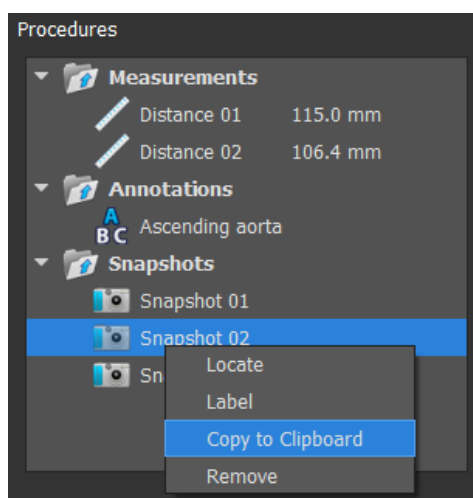 Procedures
Measurements
Distance 01 115.0 mm
Distance 02 106.4 mm
Annotations
A
B C Ascending aorta
Snapshots
Snapshot 01
Snapshot 02
Locate
Sn
Label
Copy to Clipboard
Remove